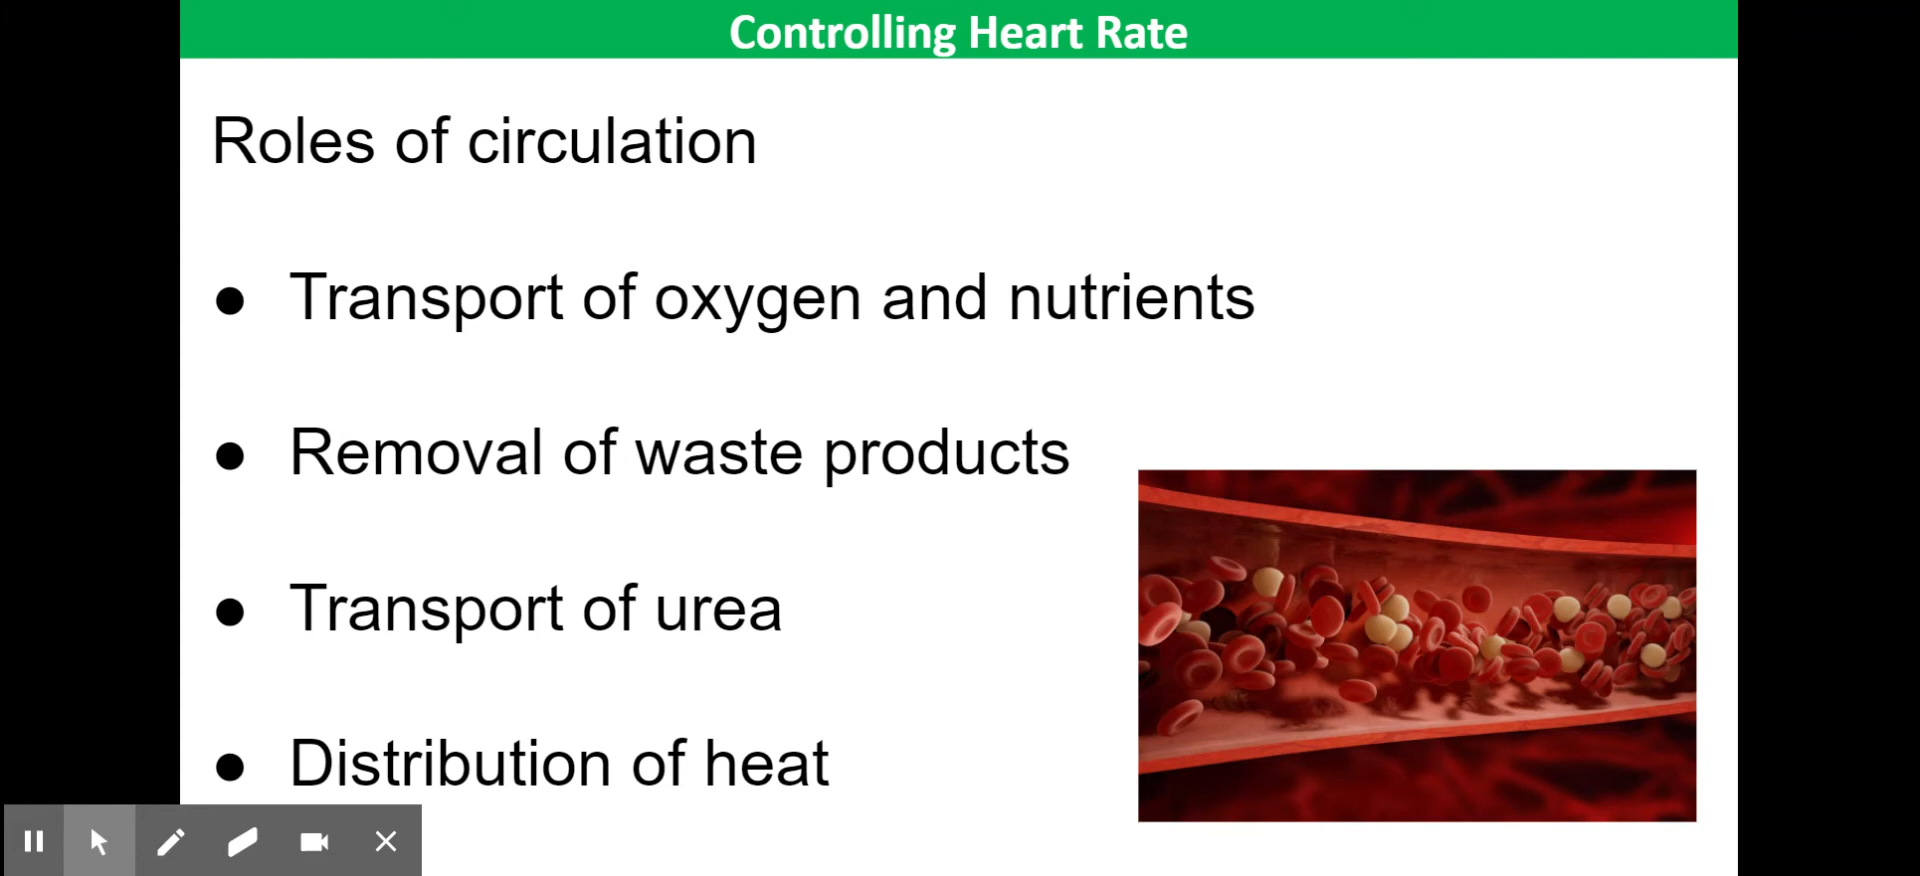 Controlling Heart Rate
Roles of circulation
● Transport of oxygen and nutrients
● Removal of waste products
● Transport of urea
● Distribution of heat